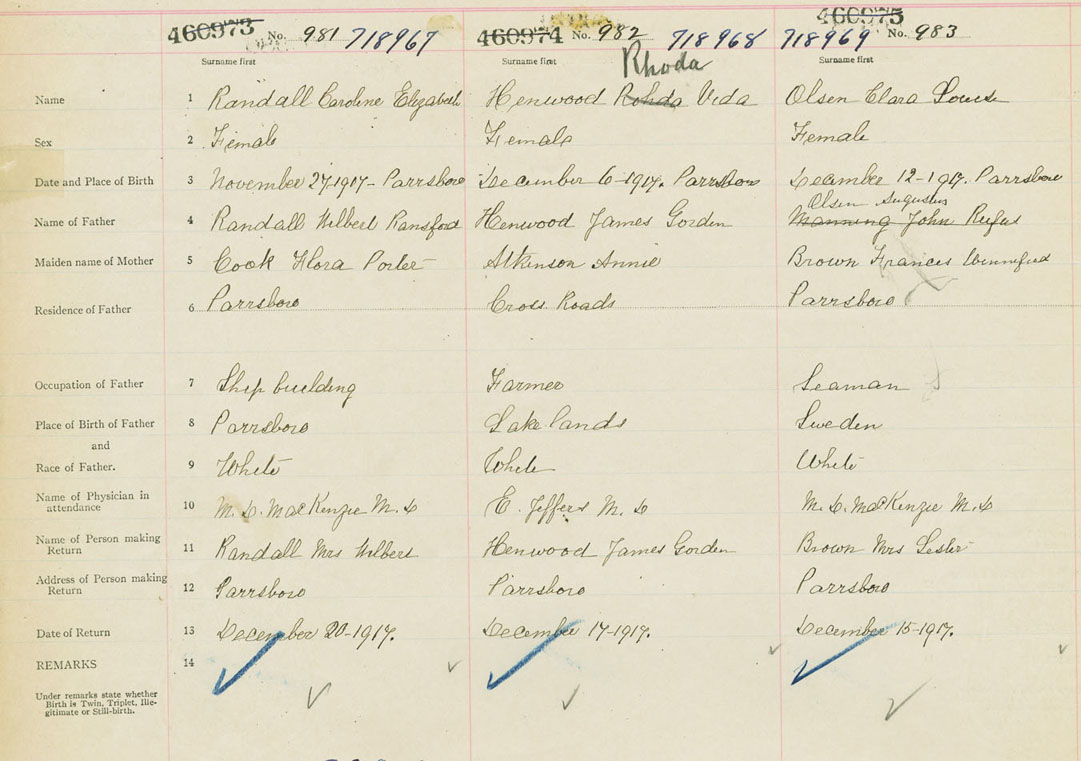 460973 No. 981 718967 460974 No. 982 718968 718969 460975 No. 983
Surname first Surname first Rhoda Surname first
Name 1 Randall Caroline Elizabeth Henwood Rohda Veda Olsen Clara Louise
Sex 2 Female Female Female
Date and Place of Birth 3 November 27-1917- Parrsboro December 6-1917. Parrsboro December 12-1917. Parrsboro
Olsen Augustus
Name of Father 4 Randall Wilbert Ransford Henwood James Gorden Manning John Rufus
Maiden name of Mother 5 Cook Flora Porter Atkinson Annie Brown Frances Winnifred
Residence of Father 6 Parrsboro Cross Roads Parrsboro
Occupation of Father 7 Ship building Farmer Seaman
Place of Birth of Father 8 Parrsboro Lakelands Sweden
and
Race of Father. 9 White White White
Name of Physician in
attendance 10 M. D. MacKenzie M. D E. Jeffers M. D M. D. MacKenzie M. D
Name of Person making
Return 11 Randall Mrs Wilbert Henwood James Gorden Brown Mrs Lester
Address of Person making
Return 12 Parrsboro Parrsboro Parrsboro
Date of Return 13 December 20-1917. December 17-1917. December 15-1917.
REMARKS 14
Under remarks state whether
Birth is Twin, Triplet, Ille-
gitimate or Still-birth.